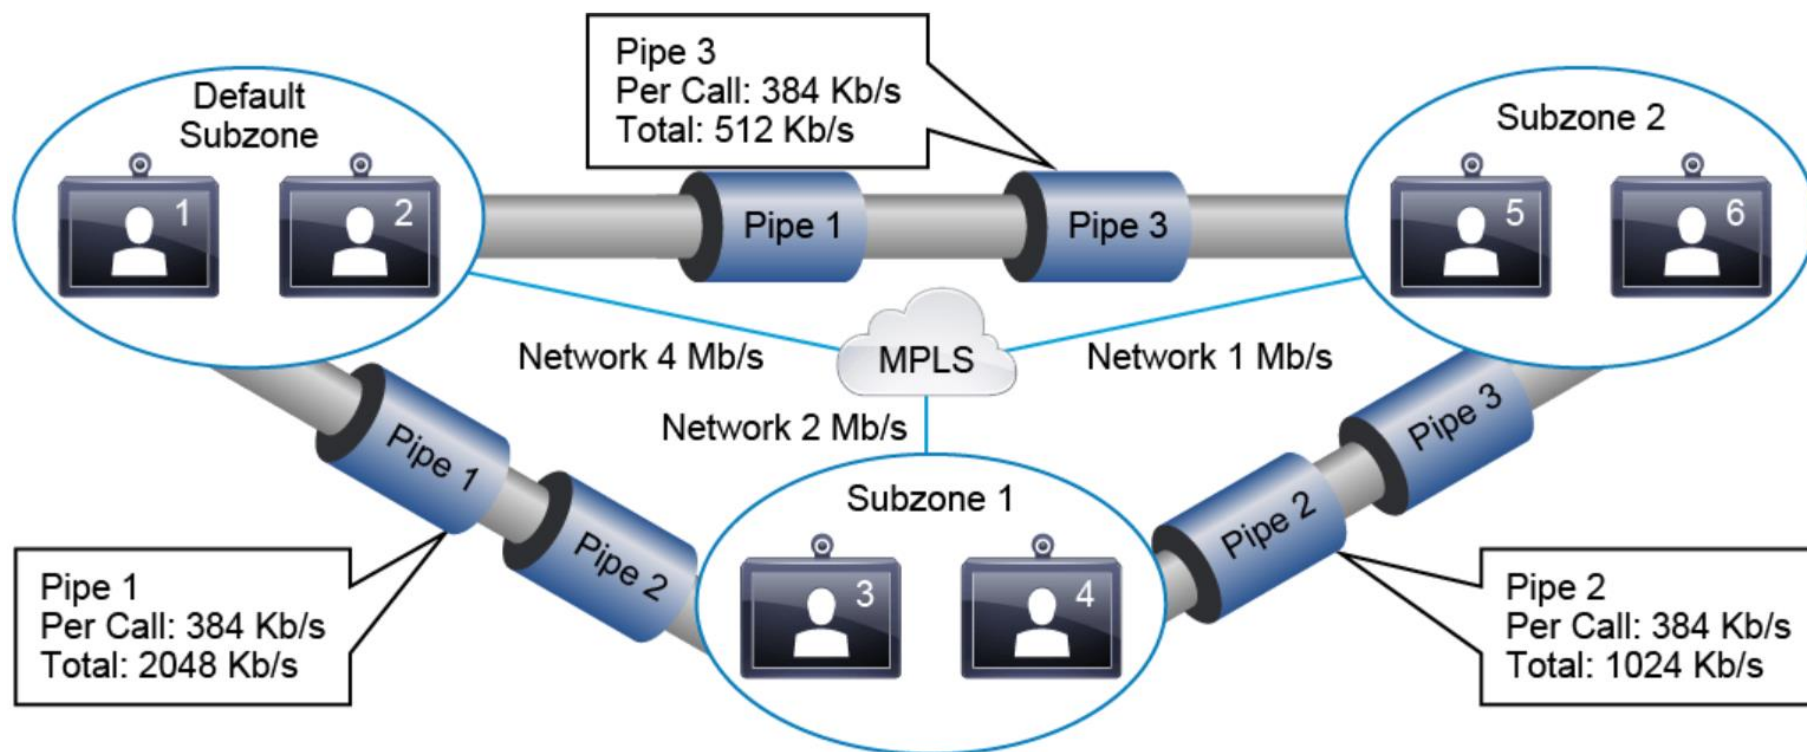 Pipe 3
Per Call: 384 Kb/s
Total: 512 Kb/s
Default
Subzone
1
2
Pipe 1
Pipe 3
Subzone 2
5
6
Network 4 Mb/s
MPLS
Network 1 Mb/s
Network 2 Mb/s
Pipe 1
Pipe 2
Subzone 1
3
4
Pipe 2
Pipe 3
Pipe 1
Per Call: 384 Kb/s
Total: 2048 Kb/s
Pipe 2
Per Call: 384 Kb/s
Total: 1024 Kb/s